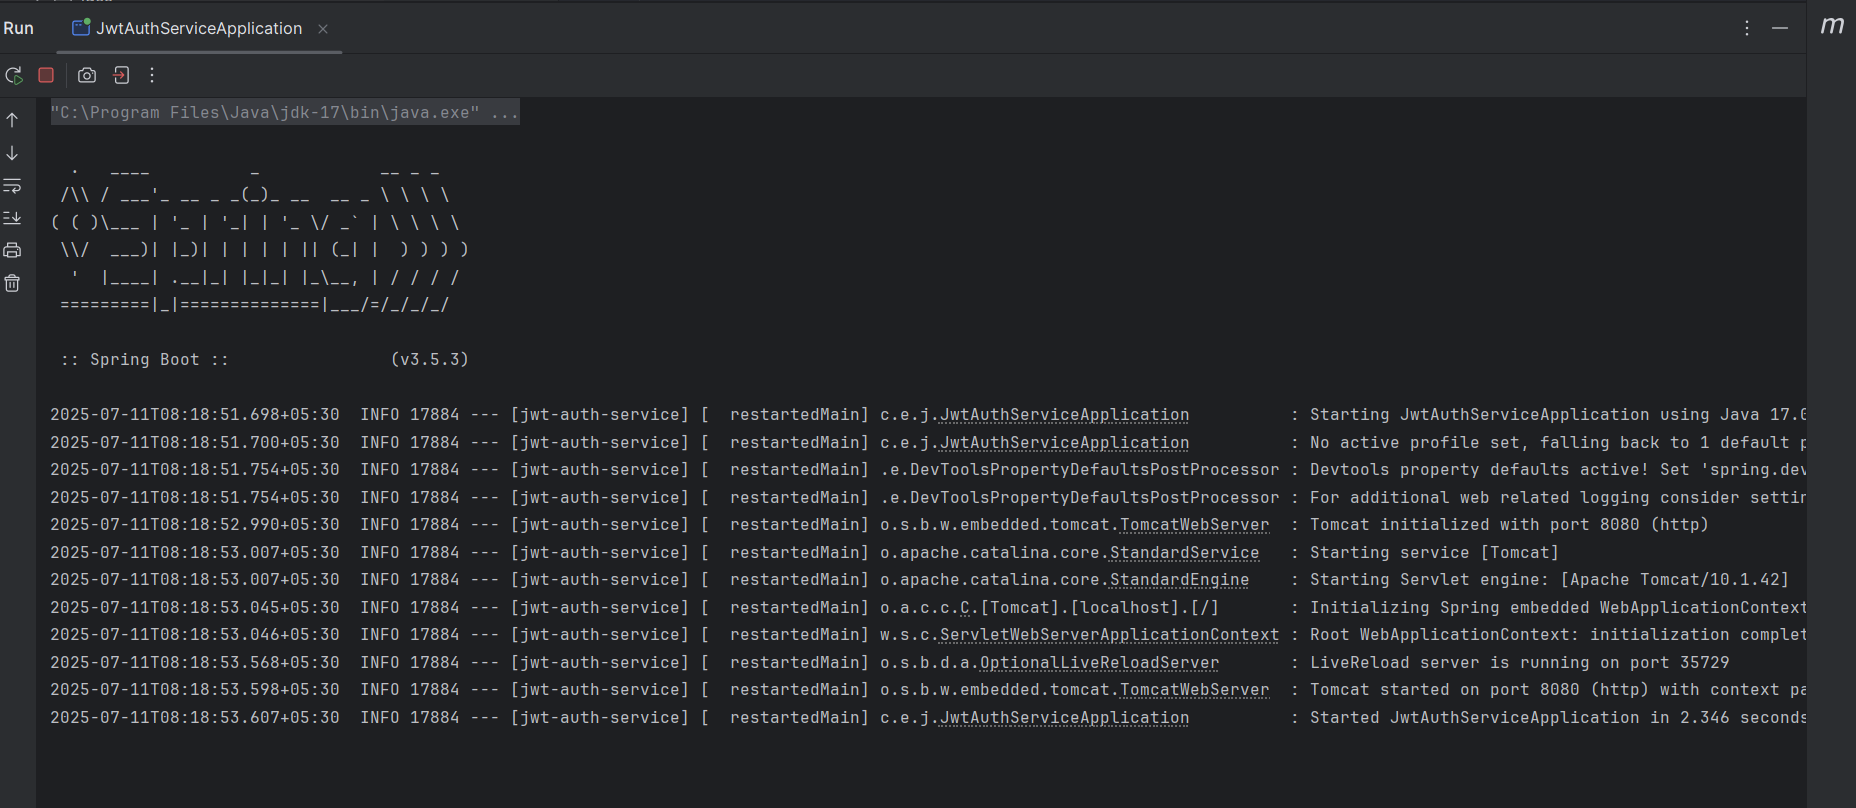 Run JwtAuthServiceApplication
m
"C:\Program Files\Java\jdk-17\bin\java.exe" ...
  .   ____          _            __ _ _
 /\\ / ___'_ __ _ _(_)_ __  __ _ \ \ \ \
( ( )\___ | '_ | '_| | '_ \/ _` | \ \ \ \
 \\/  ___)| |_)| | | | | || (_| |  ) ) ) )
  '  |____| .__|_| |_|_| |_\__, | / / / /
 =========|_|==============|___/=/_/_/_/
 :: Spring Boot ::                (v3.5.3)
2025-07-11T08:18:51.698+05:30  INFO 17884 --- [jwt-auth-service] [  restartedMain] c.e.j.JwtAuthServiceApplication          : Starting JwtAuthServiceApplication using Java 17.0
2025-07-11T08:18:51.700+05:30  INFO 17884 --- [jwt-auth-service] [  restartedMain] c.e.j.JwtAuthServiceApplication          : No active profile set, falling back to 1 default p
2025-07-11T08:18:51.754+05:30  INFO 17884 --- [jwt-auth-service] [  restartedMain] .e.DevToolsPropertyDefaultsPostProcessor : Devtools property defaults active! Set 'spring.dev
2025-07-11T08:18:51.754+05:30  INFO 17884 --- [jwt-auth-service] [  restartedMain] .e.DevToolsPropertyDefaultsPostProcessor : For additional web related logging consider settin
2025-07-11T08:18:52.990+05:30  INFO 17884 --- [jwt-auth-service] [  restartedMain] o.s.b.w.embedded.tomcat.TomcatWebServer  : Tomcat initialized with port 8080 (http)
2025-07-11T08:18:53.007+05:30  INFO 17884 --- [jwt-auth-service] [  restartedMain] o.apache.catalina.core.StandardService   : Starting service [Tomcat]
2025-07-11T08:18:53.007+05:30  INFO 17884 --- [jwt-auth-service] [  restartedMain] o.apache.catalina.core.StandardEngine    : Starting Servlet engine: [Apache Tomcat/10.1.42]
2025-07-11T08:18:53.045+05:30  INFO 17884 --- [jwt-auth-service] [  restartedMain] o.a.c.c.C.[Tomcat].[localhost].[/]       : Initializing Spring embedded WebApplicationContext
2025-07-11T08:18:53.046+05:30  INFO 17884 --- [jwt-auth-service] [  restartedMain] w.s.c.ServletWebServerApplicationContext : Root WebApplicationContext: initialization complet
2025-07-11T08:18:53.568+05:30  INFO 17884 --- [jwt-auth-service] [  restartedMain] o.s.b.d.a.OptionalLiveReloadServer       : LiveReload server is running on port 35729
2025-07-11T08:18:53.598+05:30  INFO 17884 --- [jwt-auth-service] [  restartedMain] o.s.b.w.embedded.tomcat.TomcatWebServer  : Tomcat started on port 8080 (http) with context pa
2025-07-11T08:18:53.607+05:30  INFO 17884 --- [jwt-auth-service] [  restartedMain] c.e.j.JwtAuthServiceApplication          : Started JwtAuthServiceApplication in 2.346 seconds